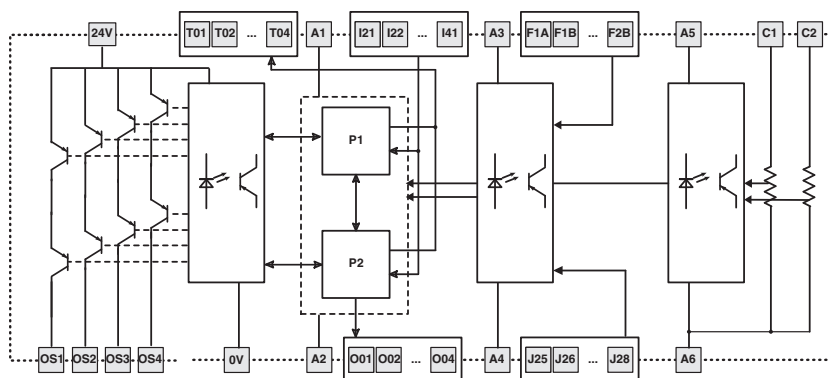 24V T01 T02 ... T04 A1 I21 I22 ... I41 A3 F1A F1B ... F2B A5 C1 C2
P1
P2
OS1 OS2 OS3 OS4 0V A2 O01 O02 ... O04 A4 J25 J26 ... J28 A6